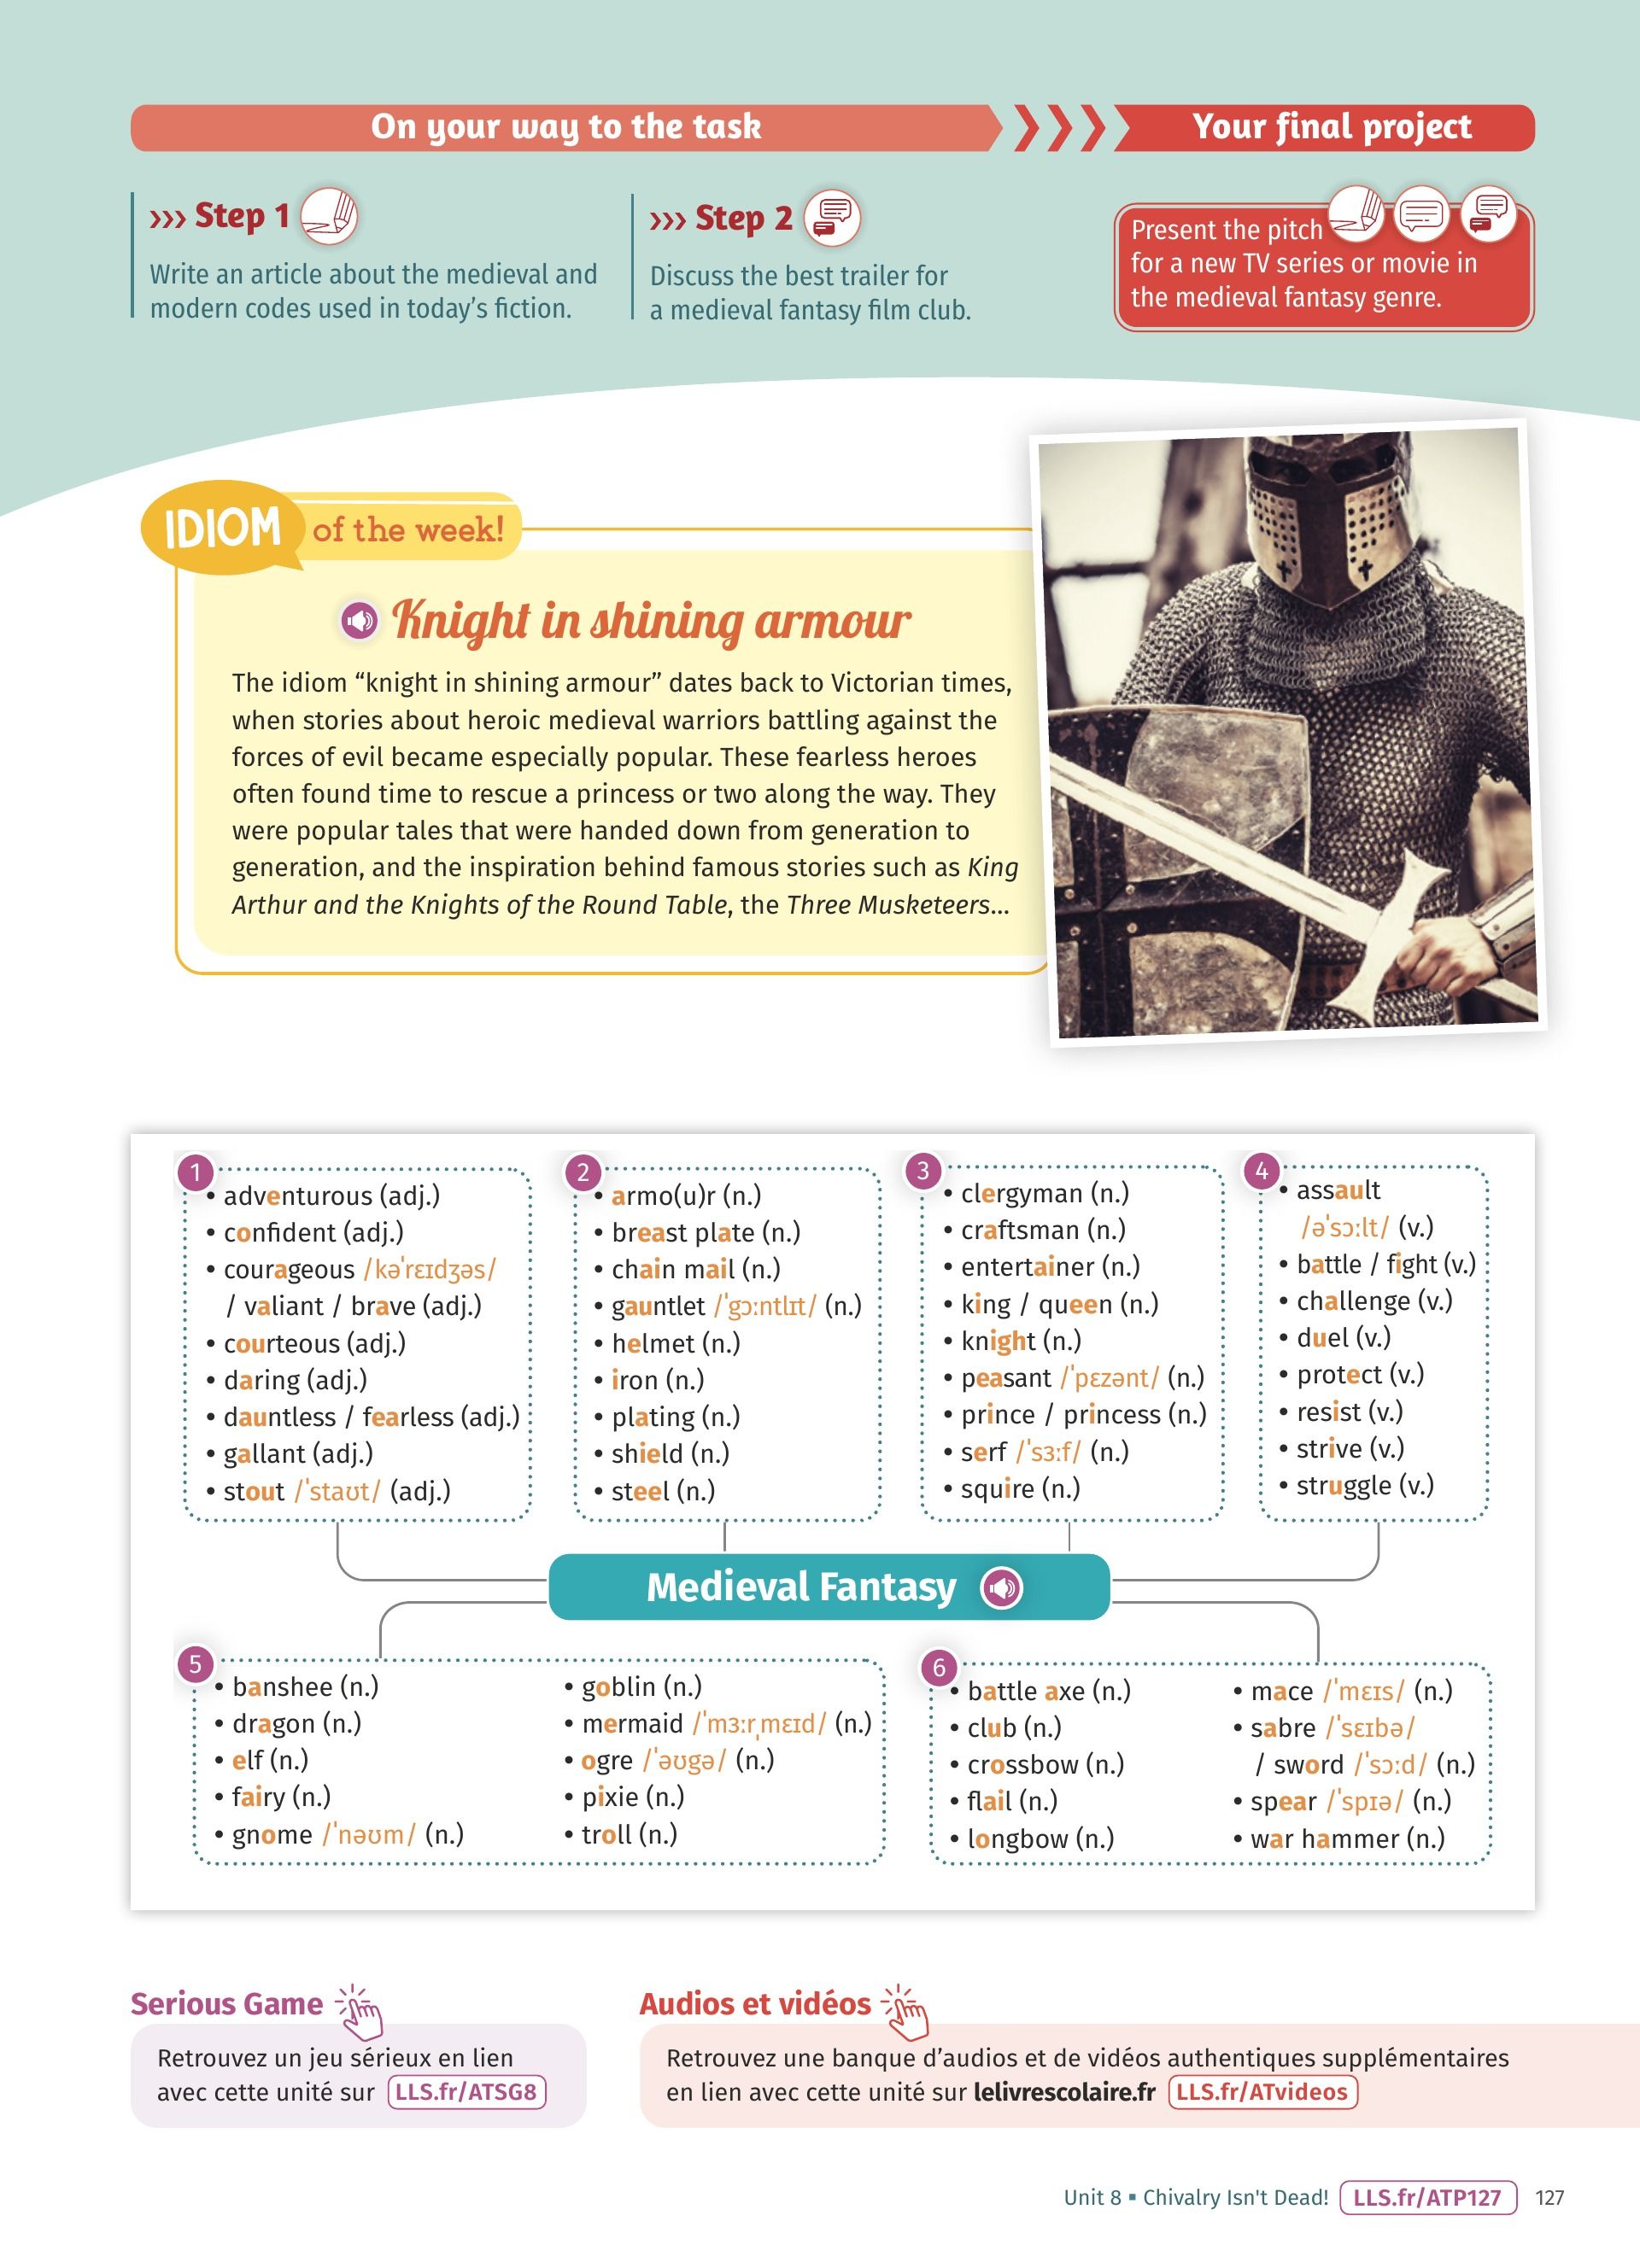 On your way to the task
Your final project
››› Step 1
Write an article about the medieval and
modern codes used in today’s fiction.
››› Step 2
Discuss the best trailer for
a medieval fantasy film club.
Present the pitch
for a new TV series or movie in
the medieval fantasy genre.
IDIOM of the week!
Knight in shining armour
The idiom “knight in shining armour” dates back to Victorian times,
when stories about heroic medieval warriors battling against the
forces of evil became especially popular. These fearless heroes
often found time to rescue a princess or two along the way. They
were popular tales that were handed down from generation to
generation, and the inspiration behind famous stories such as King
Arthur and the Knights of the Round Table, the Three Musketeers…
1
• adventurous (adj.)
• confident (adj.)
• courageous /kəˈrɛɪdʒəs/
/ valiant / brave (adj.)
• courteous (adj.)
• daring (adj.)
• dauntless / fearless (adj.)
• gallant (adj.)
• stout /ˈstaʊt/ (adj.)
2
• armo(u)r (n.)
• breast plate (n.)
• chain mail (n.)
• gauntlet /ˈgɔːntlɪt/ (n.)
• helmet (n.)
• iron (n.)
• plating (n.)
• shield (n.)
• steel (n.)
3
• clergyman (n.)
• craftsman (n.)
• entertainer (n.)
• king / queen (n.)
• knight (n.)
• peasant /ˈpɛzənt/ (n.)
• prince / princess (n.)
• serf /ˈsɜːf/ (n.)
• squire (n.)
4
• assault
/əˈsɔːlt/ (v.)
• battle / fight (v.)
• challenge (v.)
• duel (v.)
• protect (v.)
• resist (v.)
• strive (v.)
• struggle (v.)
Medieval Fantasy
5
• banshee (n.)
• dragon (n.)
• elf (n.)
• fairy (n.)
• gnome /ˈnəʊm/ (n.)
• goblin (n.)
• mermaid /ˈmɜːrˌmɛɪd/ (n.)
• ogre /ˈəʊgə/ (n.)
• pixie (n.)
• troll (n.)
6
• battle axe (n.)
• club (n.)
• crossbow (n.)
• flail (n.)
• longbow (n.)
• mace /ˈmɛɪs/ (n.)
• sabre /ˈsɛɪbə/
/ sword /ˈsɔːd/ (n.)
• spear /ˈspɪə/ (n.)
• war hammer (n.)
Serious Game
Retrouvez un jeu sérieux en lien
avec cette unité sur LLS.fr/ATSG8
Audios et vidéos
Retrouvez une banque d’audios et de vidéos authentiques supplémentaires
en lien avec cette unité sur lelivrescolaire.fr LLS.fr/ATvideos
Unit 8 ▪ Chivalry Isn't Dead! LLS.fr/ATP127 127